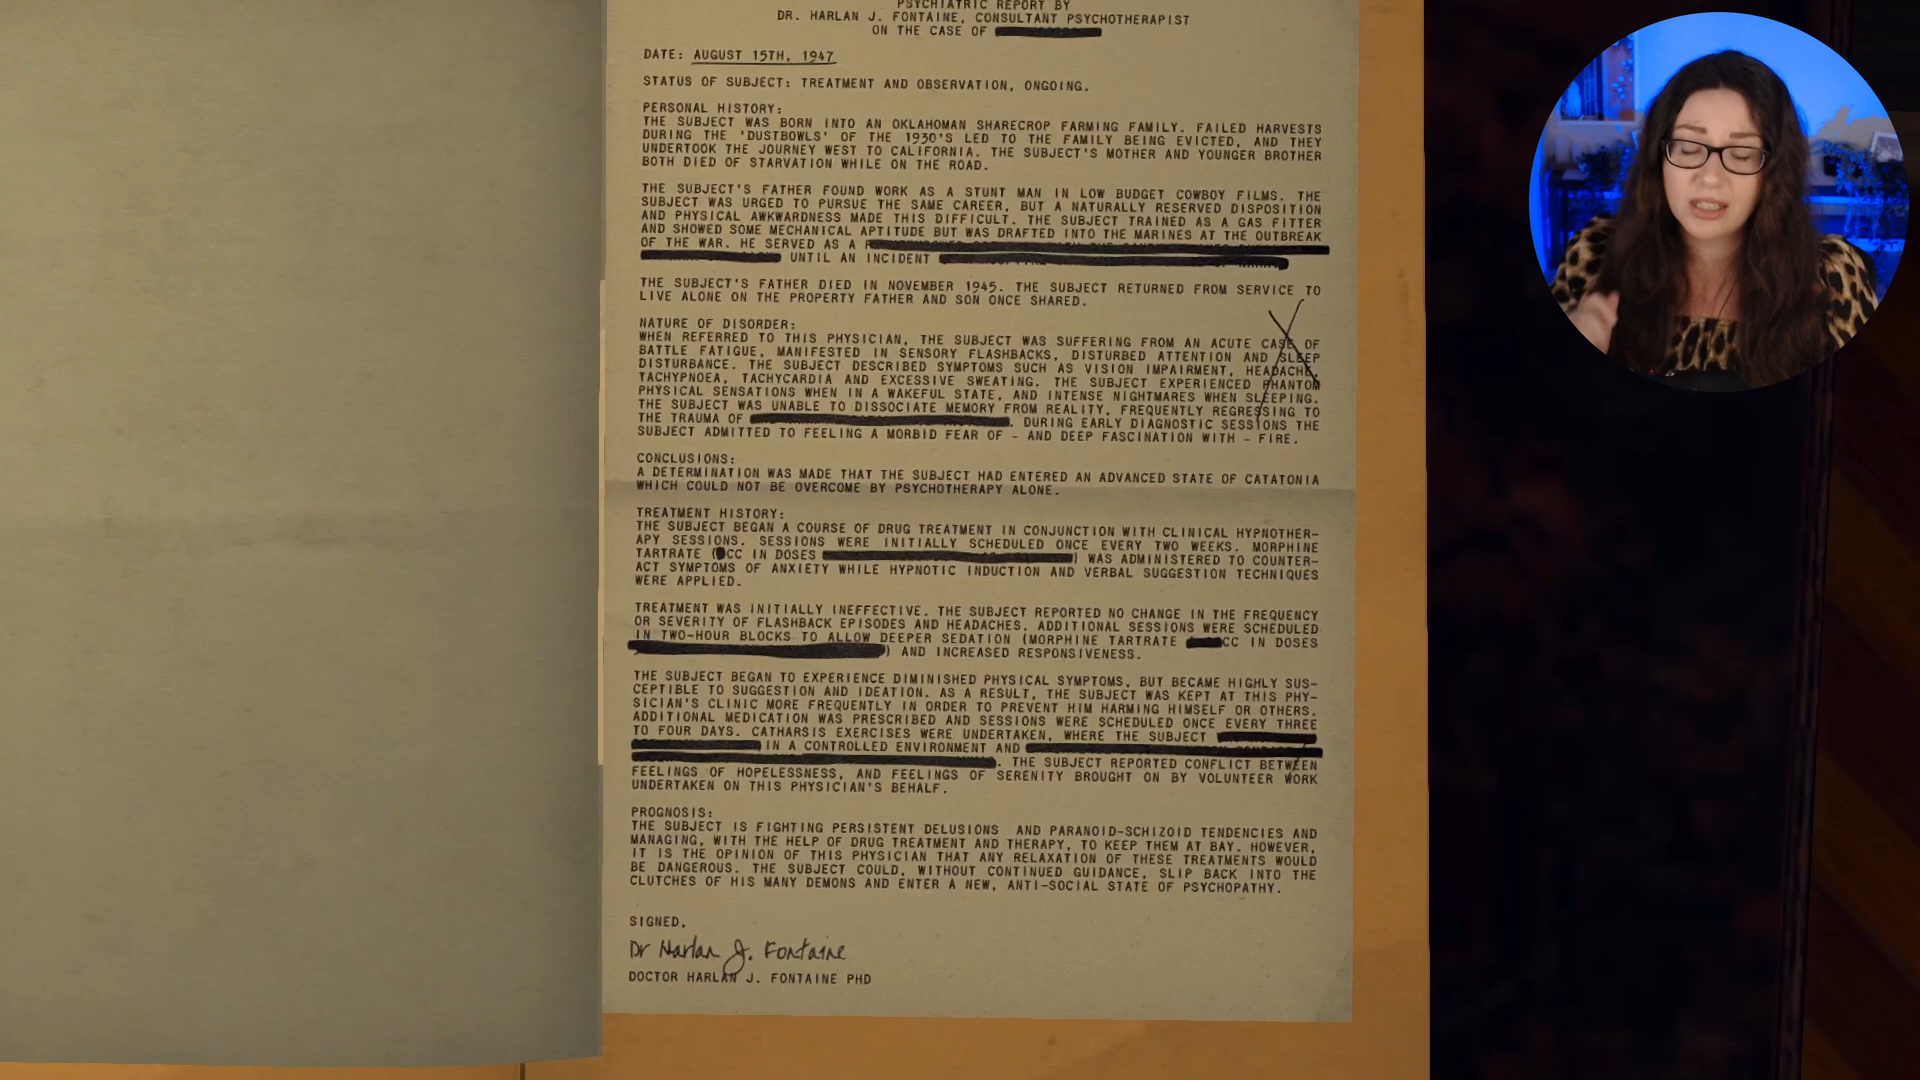 PSYCHIATRIC REPORT BY
DR. HARLAN J. FONTAINE, CONSULTANT PSYCHOTHERAPIST
ON THE CASE OF
DATE: AUGUST 15TH, 1947
STATUS OF SUBJECT: TREATMENT AND OBSERVATION, ONGOING.
PERSONAL HISTORY:
THE SUBJECT WAS BORN INTO AN OKLAHOMAN SHARECROP FARMING FAMILY. FAILED HARVESTS
DURING THE 'DUSTBOWLS' OF THE 1930'S LED TO THE FAMILY BEING EVICTED, AND THEY
UNDERTOOK THE JOURNEY WEST TO CALIFORNIA. THE SUBJECT'S MOTHER AND YOUNGER BROTHER
BOTH DIED OF STARVATION WHILE ON THE ROAD.
THE SUBJECT'S FATHER FOUND WORK AS A STUNT MAN IN LOW BUDGET COWBOY FILMS. THE
SUBJECT WAS URGED TO PURSUE THE SAME CAREER, BUT A NATURALLY RESERVED DISPOSITION
AND PHYSICAL AWKWARDNESS MADE THIS DIFFICULT. THE SUBJECT TRAINED AS A GAS FITTER
AND SHOWED SOME MECHANICAL APTITUDE BUT WAS DRAFTED INTO THE MARINES AT THE OUTBREAK
OF THE WAR. HE SERVED AS A
UNTIL AN INCIDENT
THE SUBJECT'S FATHER DIED IN NOVEMBER 1945. THE SUBJECT RETURNED FROM SERVICE TO
LIVE ALONE ON THE PROPERTY FATHER AND SON ONCE SHARED.
NATURE OF DISORDER:
WHEN REFERRED TO THIS PHYSICIAN, THE SUBJECT WAS SUFFERING FROM AN ACUTE CASE OF
BATTLE FATIGUE, MANIFESTED IN SENSORY FLASHBACKS, DISTURBED ATTENTION AND SLEEP
DISTURBANCE. THE SUBJECT DESCRIBED SYMPTOMS SUCH AS VISION IMPAIRMENT, HEADACHE,
TACHYPNOEA, TACHYCARDIA AND EXCESSIVE SWEATING. THE SUBJECT EXPERIENCED PHANTOM
PHYSICAL SENSATIONS WHEN IN A WAKEFUL STATE, AND INTENSE NIGHTMARES WHEN SLEEPING.
THE SUBJECT WAS UNABLE TO DISSOCIATE MEMORY FROM REALITY, FREQUENTLY REGRESSING TO
THE TRAUMA OF . DURING EARLY DIAGNOSTIC SESSIONS THE
SUBJECT ADMITTED TO FEELING A MORBID FEAR OF - AND DEEP FASCINATION WITH - FIRE.
CONCLUSIONS:
A DETERMINATION WAS MADE THAT THE SUBJECT HAD ENTERED AN ADVANCED STATE OF CATATONIA
WHICH COULD NOT BE OVERCOME BY PSYCHOTHERAPY ALONE.
TREATMENT HISTORY:
THE SUBJECT BEGAN A COURSE OF DRUG TREATMENT IN CONJUNCTION WITH CLINICAL HYPNOTHER-
APY SESSIONS. SESSIONS WERE INITIALLY SCHEDULED ONCE EVERY TWO WEEKS. MORPHINE
TARTRATE ( CC IN DOSES ) WAS ADMINISTERED TO COUNTER-
ACT SYMPTOMS OF ANXIETY WHILE HYPNOTIC INDUCTION AND VERBAL SUGGESTION TECHNIQUES
WERE APPLIED.
TREATMENT WAS INITIALLY INEFFECTIVE. THE SUBJECT REPORTED NO CHANGE IN THE FREQUENCY
OR SEVERITY OF FLASHBACK EPISODES AND HEADACHES. ADDITIONAL SESSIONS WERE SCHEDULED
IN TWO-HOUR BLOCKS TO ALLOW DEEPER SEDATION (MORPHINE TARTRATE CC IN DOSES
) AND INCREASED RESPONSIVENESS.
THE SUBJECT BEGAN TO EXPERIENCE DIMINISHED PHYSICAL SYMPTOMS, BUT BECAME HIGHLY SUS-
CEPTIBLE TO SUGGESTION AND IDEATION. AS A RESULT, THE SUBJECT WAS KEPT AT THIS PHY-
SICIAN'S CLINIC MORE FREQUENTLY IN ORDER TO PREVENT HIM HARMING HIMSELF OR OTHERS.
ADDITIONAL MEDICATION WAS PRESCRIBED AND SESSIONS WERE SCHEDULED ONCE EVERY THREE
TO FOUR DAYS. CATHARSIS EXERCISES WERE UNDERTAKEN, WHERE THE SUBJECT
IN A CONTROLLED ENVIRONMENT AND
. THE SUBJECT REPORTED CONFLICT BETWEEN
FEELINGS OF HOPELESSNESS, AND FEELINGS OF SERENITY BROUGHT ON BY VOLUNTEER WORK
UNDERTAKEN ON THIS PHYSICIAN'S BEHALF.
PROGNOSIS:
THE SUBJECT IS FIGHTING PERSISTENT DELUSIONS AND PARANOID-SCHIZOID TENDENCIES AND
MANAGING, WITH THE HELP OF DRUG TREATMENT AND THERAPY, TO KEEP THEM AT BAY. HOWEVER,
IT IS THE OPINION OF THIS PHYSICIAN THAT ANY RELAXATION OF THESE TREATMENTS WOULD
BE DANGEROUS. THE SUBJECT COULD, WITHOUT CONTINUED GUIDANCE, SLIP BACK INTO THE
CLUTCHES OF HIS MANY DEMONS AND ENTER A NEW, ANTI-SOCIAL STATE OF PSYCHOPATHY.
SIGNED,
Dr Harlan J. Fontaine
DOCTOR HARLAN J. FONTAINE PHD